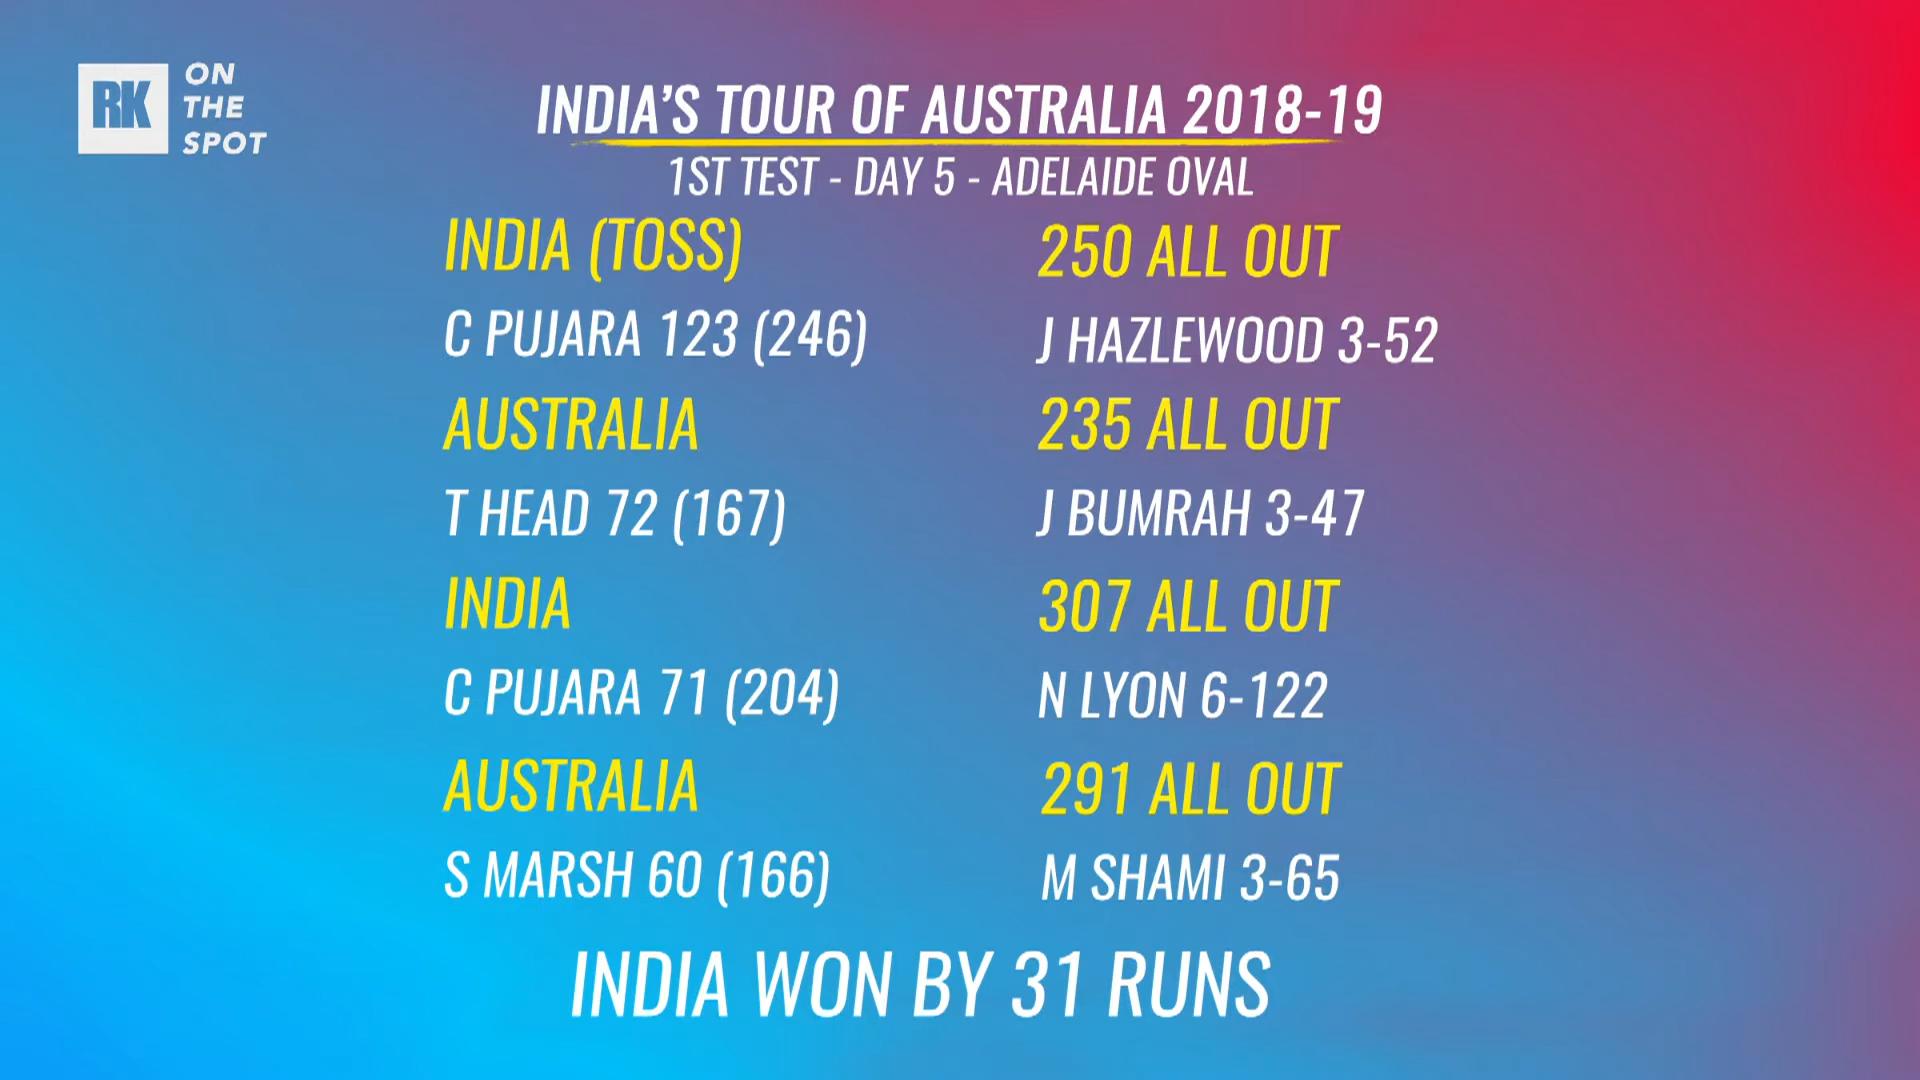 RK
ON
THE
SPOT
INDIA'S TOUR OF AUSTRALIA 2018-19
1ST TEST - DAY 5 - ADELAIDE OVAL
INDIA (TOSS) 250 ALL OUT
C PUJARA 123 (246) J HAZLEWOOD 3-52
AUSTRALIA 235 ALL OUT
T HEAD 72 (167) J BUMRAH 3-47
INDIA 307 ALL OUT
C PUJARA 71 (204) N LYON 6-122
AUSTRALIA 291 ALL OUT
S MARSH 60 (166) M SHAMI 3-65
INDIA WON BY 31 RUNS